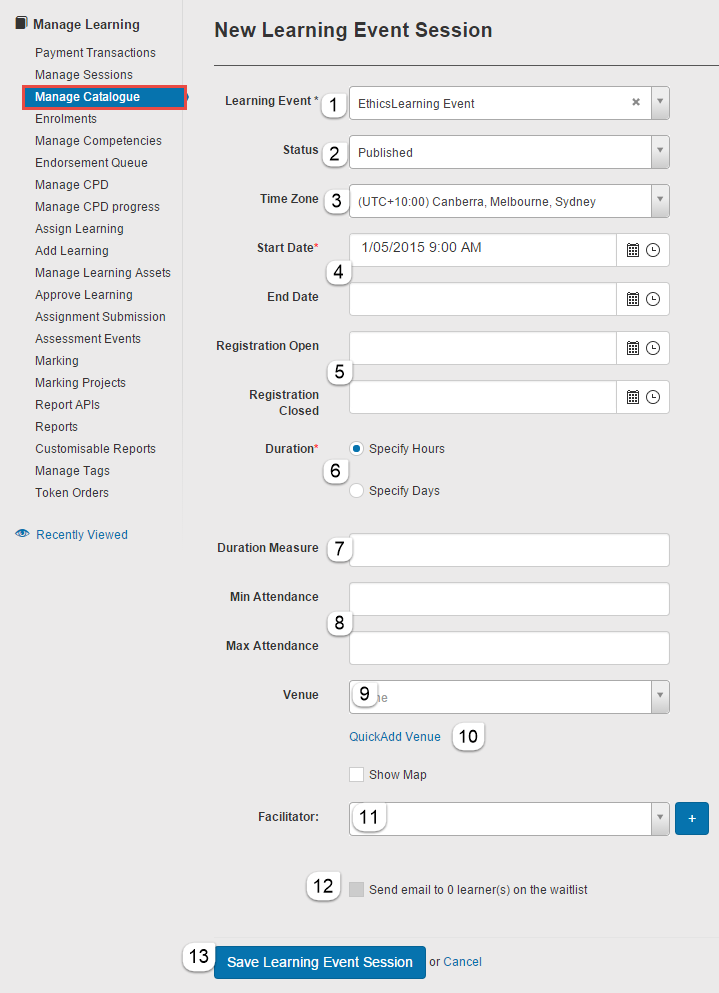 Manage Learning
Payment Transactions
Manage Sessions
Manage Catalogue
Enrolments
Manage Competencies
Endorsement Queue
Manage CPD
Manage CPD progress
Assign Learning
Add Learning
Manage Learning Assets
Approve Learning
Assignment Submission
Assessment Events
Marking
Marking Projects
Report APIs
Reports
Customisable Reports
Manage Tags
Token Orders
Recently Viewed
New Learning Event Session
Learning Event * 1 EthicsLearning Event ×
Status 2 Published
Time Zone 3 (UTC+10:00) Canberra, Melbourne, Sydney
Start Date* 1/05/2015 9:00 AM
4
End Date
Registration Open
5
Registration
Closed
Duration* Specify Hours
6
Specify Days
Duration Measure 7
Min Attendance
8
Max Attendance
Venue 9
QuickAdd Venue 10
Show Map
Facilitator: 11 +
12 Send email to 0 learner(s) on the waitlist
13 Save Learning Event Session or Cancel